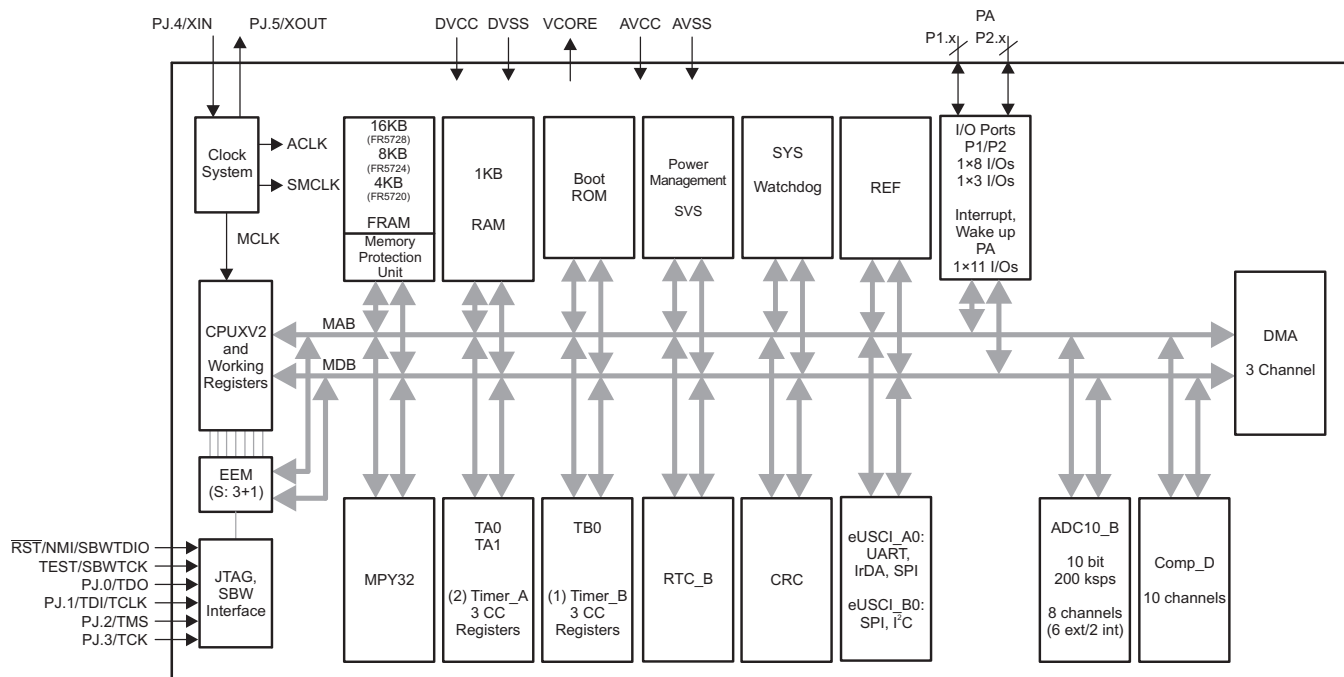 PJ.4/XIN
PJ.5/XOUT
DVCC
DVSS
VCORE
AVCC
AVSS
PA
P1.x
P2.x
Clock
System
ACLK
SMCLK
MCLK
16KB
(FR5728)
8KB
(FR5724)
4KB
(FR5720)
FRAM
Memory
Protection
Unit
1KB
RAM
Boot
ROM
Power
Management
SVS
SYS
Watchdog
REF
I/O Ports
P1/P2
1×8 I/Os
1×3 I/Os
Interrupt,
Wake up
PA
1×11 I/Os
CPUXV2
and
Working
Registers
MAB
MDB
DMA
3 Channel
EEM
(S: 3+1)
RST/NMI/SBWTDIO
TEST/SBWTCK
PJ.0/TDO
PJ.1/TDI/TCLK
PJ.2/TMS
PJ.3/TCK
JTAG,
SBW
Interface
MPY32
TA0
TA1
(2) Timer_A
3 CC
Registers
TB0
(1) Timer_B
3 CC
Registers
RTC_B
CRC
eUSCI_A0:
UART,
IrDA, SPI
eUSCI_B0:
SPI, I²C
ADC10_B
10 bit
200 ksps
8 channels
(6 ext/2 int)
Comp_D
10 channels